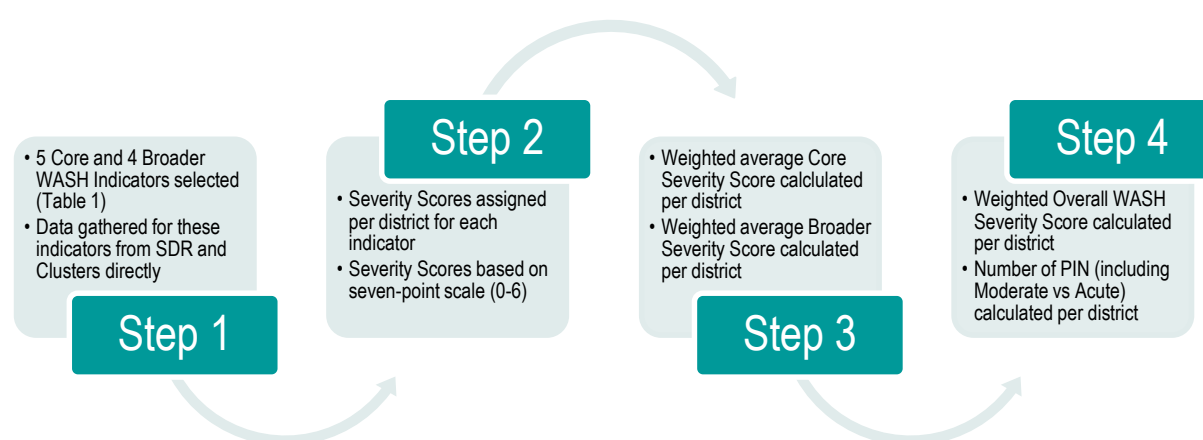 • 5 Core and 4 Broader
WASH Indicators selected
(Table 1)
• Data gathered for these
indicators from SDR and
Clusters directly
Step 1
Step 2
• Severity Scores assigned
per district for each
indicator
• Severity Scores based on
seven-point scale (0-6)
• Weighted average Core
Severity Score calclulated
per district
• Weighted average Broader
Severity Score calculated
per district
Step 3
Step 4
• Weighted Overall WASH
Severity Score calculated
per district
• Number of PIN (including
Moderate vs Acute)
calculated per district